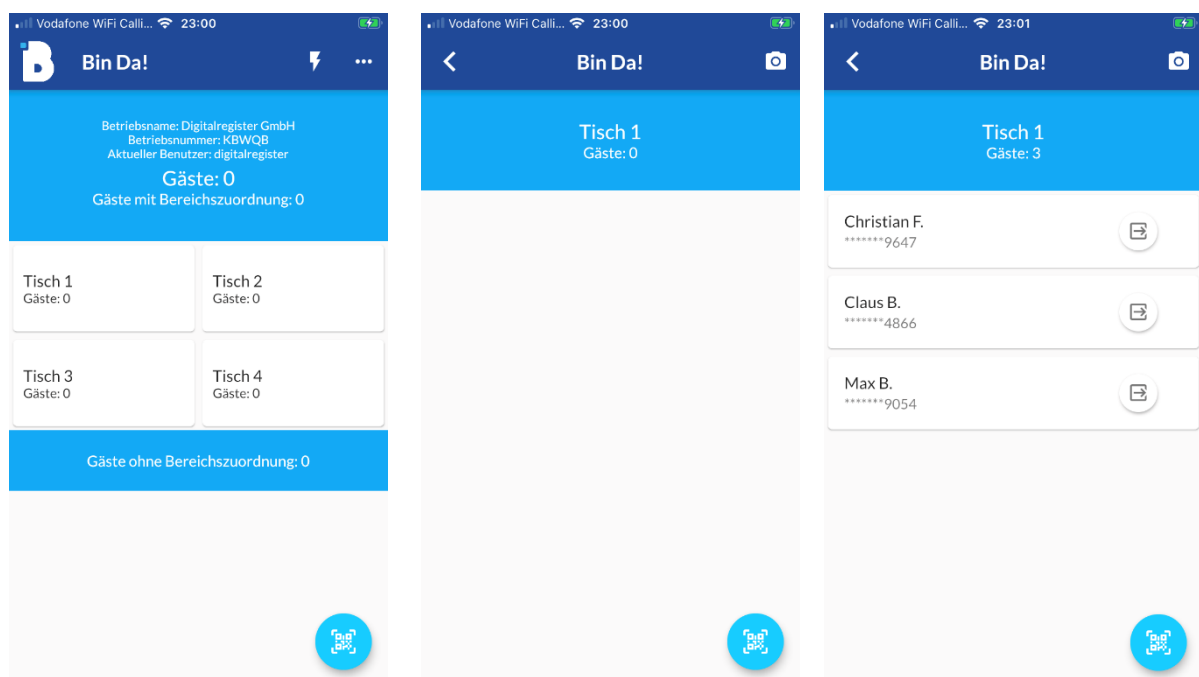 Vodafone WiFi Calli... 23:00
Bin Da!
Betriebsname: Digitalregister GmbH
Betriebsnummer: KBWQB
Aktueller Benutzer: digitalregister
Gäste: 0
Gäste mit Bereichszuordnung: 0
Tisch 1
Gäste: 0
Tisch 2
Gäste: 0
Tisch 3
Gäste: 0
Tisch 4
Gäste: 0
Gäste ohne Bereichszuordnung: 0
Vodafone WiFi Calli... 23:00
Bin Da!
Tisch 1
Gäste: 0
Vodafone WiFi Calli... 23:01
Bin Da!
Tisch 1
Gäste: 3
Christian F.
*******9647
Claus B.
*******4866
Max B.
*******9054